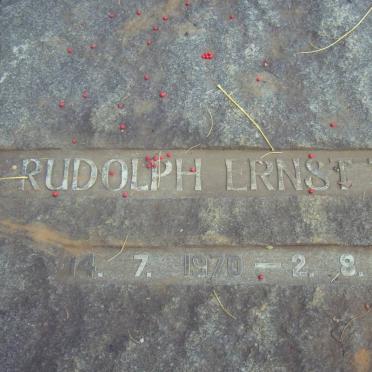 RUDOLPH ERNST
14. 7. 1970 — 2. 8.